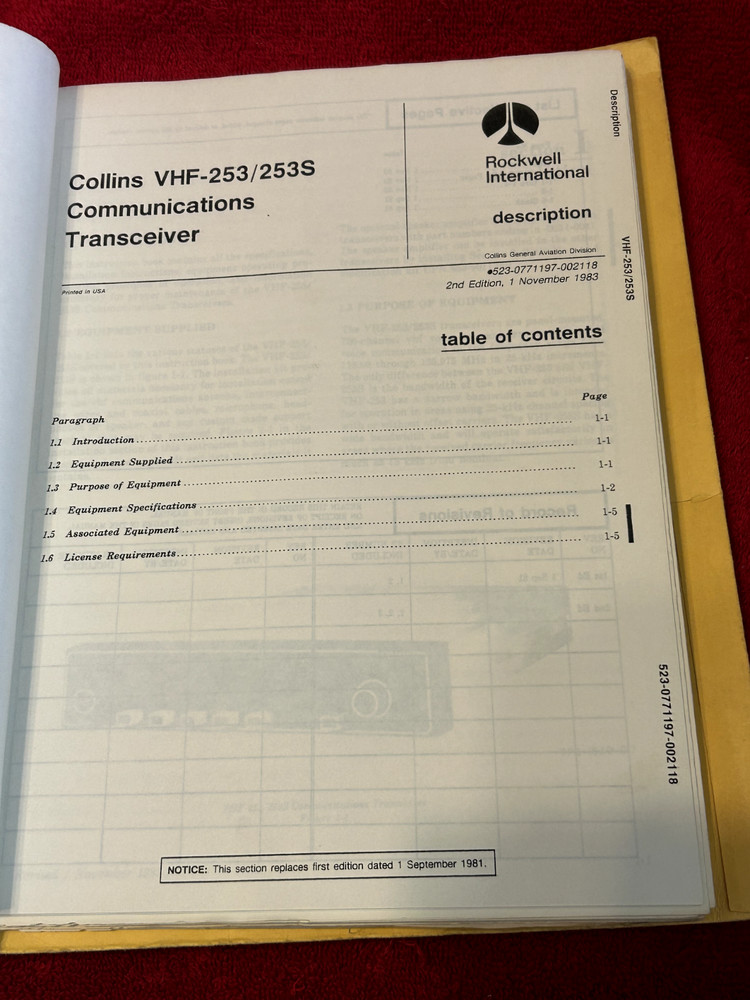 Collins VHF-253/253S
Communications
Transceiver
Printed in USA
Rockwell
International
description
Collins General Aviation Division
●523-0771197-002118
2nd Edition, 1 November 1983
table of contents
Paragraph Page
1.1 Introduction 1-1
1.2 Equipment Supplied 1-1
1.3 Purpose of Equipment 1-1
1.4 Equipment Specifications 1-2
1.5 Associated Equipment 1-5
1.6 License Requirements 1-5
NOTICE: This section replaces first edition dated 1 September 1981.
Description
VHF-253/253S
523-0771197-002118